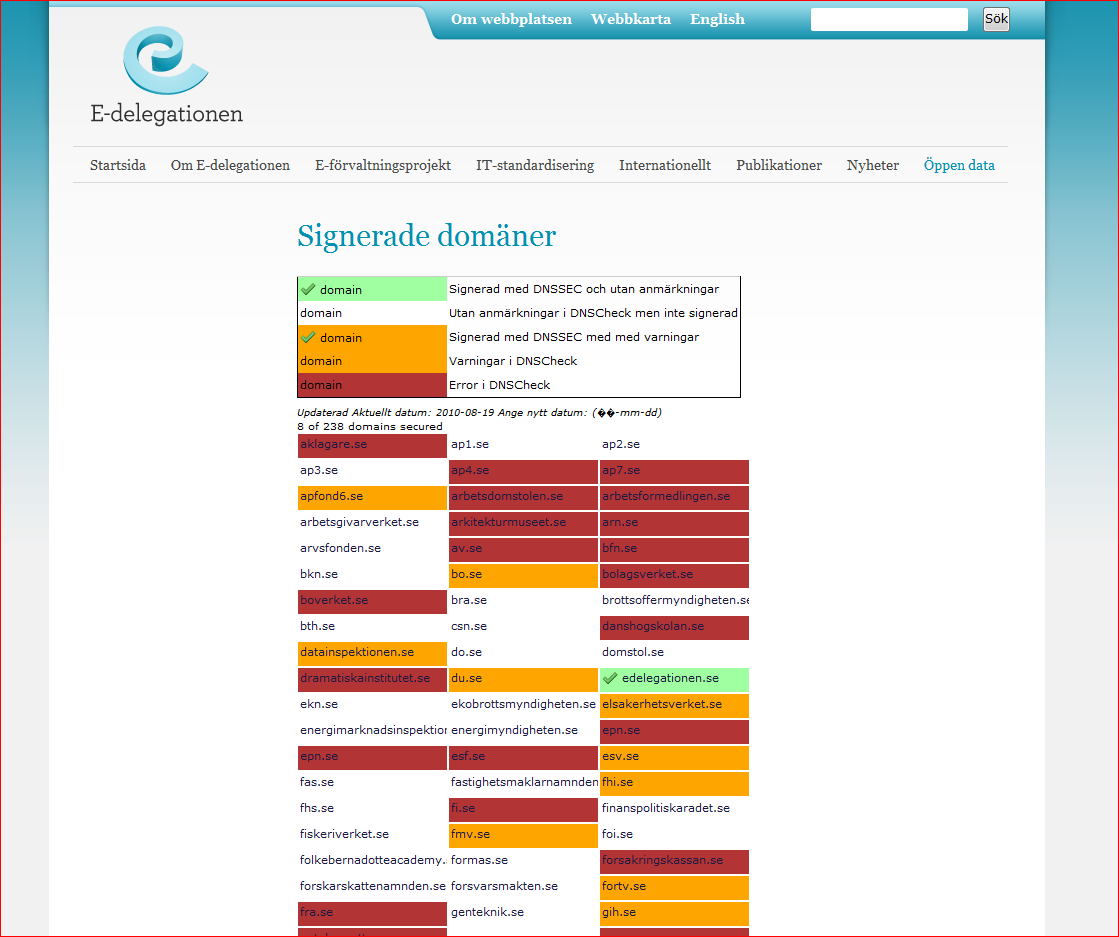 Om webbplatsen Webbkarta English Sök
E-delegationen
Startsida Om E-delegationen E-förvaltningsprojekt IT-standardisering Internationellt Publikationer Nyheter Öppen data
Signerade domäner
domain Signerad med DNSSEC och utan anmärkningar
domain Utan anmärkningar i DNSCheck men inte signerad
domain Signerad med DNSSEC med med varningar
domain Varningar i DNSCheck
domain Error i DNSCheck
Updaterad Aktuellt datum: 2010-08-19 Ange nytt datum: (��-mm-dd)
8 of 238 domains secured
aklagare.se ap1.se ap2.se
ap3.se ap4.se ap7.se
apfond6.se arbetsdomstolen.se arbetsformedlingen.se
arbetsgivarverket.se arkitekturmuseet.se arn.se
arvsfonden.se av.se bfn.se
bkn.se bo.se bolagsverket.se
boverket.se bra.se brottsoffermyndigheten.se
bth.se csn.se danshogskolan.se
datainspektionen.se do.se domstol.se
dramatiskainstitutet.se du.se edelegationen.se
ekn.se ekobrottsmyndigheten.se elsakerhetsverket.se
energimarknadsinspektion energimyndigheten.se epn.se
epn.se esf.se esv.se
fas.se fastighetsmaklarnamnden fhi.se
fhs.se fi.se finanspolitiskaradet.se
fiskeriverket.se fmv.se foi.se
folkebernadotteacademy. formas.se forsakringskassan.se
forskarskattenamnden.se forsvarsmakten.se fortv.se
fra.se genteknik.se gih.se